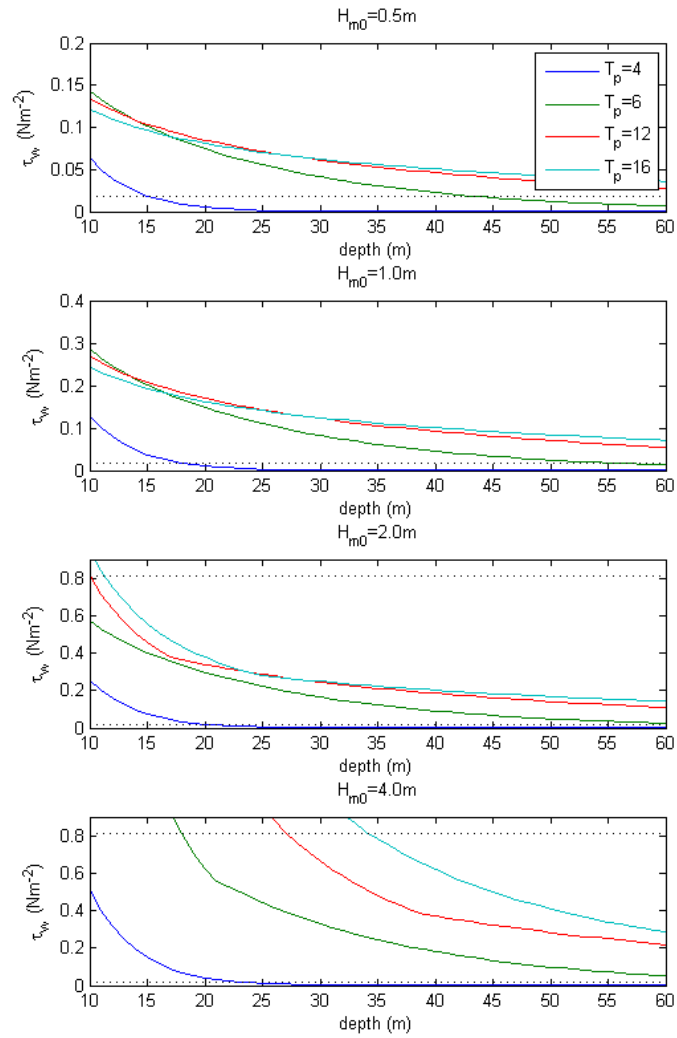 H_m0=0.5m
0.2
0.15
0.1
0.05
0
τ_w, (Nm^-2)
T_p=4
T_p=6
T_p=12
T_p=16
10 15 20 25 30 35 40 45 50 55 60
depth (m)
H_m0=1.0m
0.4
0.3
0.2
0.1
0
τ_w, (Nm^-2)
10 15 20 25 30 35 40 45 50 55 60
depth (m)
H_m0=2.0m
0.8
0.6
0.4
0.2
0
τ_w, (Nm^-2)
10 15 20 25 30 35 40 45 50 55 60
depth (m)
H_m0=4.0m
0.8
0.6
0.4
0.2
0
τ_w, (Nm^-2)
10 15 20 25 30 35 40 45 50 55 60
depth (m)